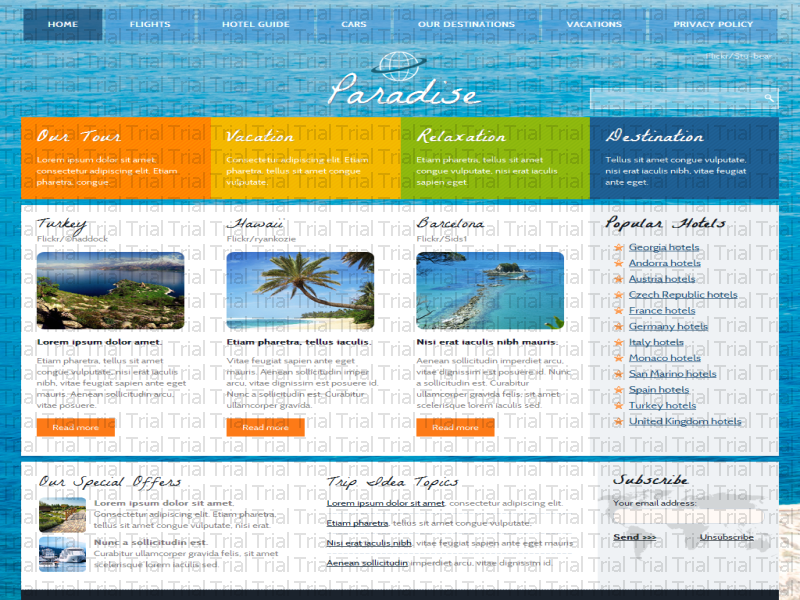 HOME FLIGHTS HOTEL GUIDE CARS OUR DESTINATIONS VACATIONS PRIVACY POLICY
Paradise
Our Tour
Lorem ipsum dolor sit amet.
consectetur adipiscing elit. Etiam
pharetra, congue.
Vacation
Consectetur adipiscing elit. Etiam
pharetra, tellus sit amet congue
vulputate.
Relaxation
Etiam pharetra, tellus sit amet
congue vulputate, nisi erat iaculis
sapien eget.
Destination
Tellus sit amet congue vulputate,
nisi erat iaculis nibh, vitae feugiat
ante eget.
Turkey
Flickr/©haddock
Lorem ipsum dolor amet.
Etiam pharetra, tellus sit amet
congue vulputate, nisi erat iaculis
nibh, vitae feugiat sapien ante eget
mauris. Aenean sollicitudin arcu,
vitae posuere.
Read more
Hawaii
Flickr/ryankozie
Etiam pharetra, tellus iaculis.
Vitae feugiat sapien ante eget
mauris. Aenean sollicitudin imper
arcu, vitae dignissim est posuere id.
Nunc a sollicitudin est. Curabitur
ullamcorper gravida.
Read more
Barcelona
Flickr/Sids1
Nisi erat iaculis nibh mauris.
Aenean sollicitudin imperdiet arcu,
vitae dignissim est posuere id. Nunc
a sollicitudin est. Curabitur
ullamcorper gravida felis, sit amet
scelerisque lorem iaculis sed.
Read more
Popular Hotels
Georgia hotels
Andorra hotels
Austria hotels
Czech Republic hotels
France hotels
Germany hotels
Italy hotels
Monaco hotels
San Marino hotels
Spain hotels
Turkey hotels
United Kingdom hotels
Our Special Offers
Lorem ipsum dolor sit amet.
Consectetur adipiscing elit. Etiam pharetra,
tellus sit amet congue vulputate, nisi erat.
Nunc a sollicitudin est.
Curabitur ullamcorper gravida felis, sit amet
scelerisque lorem iaculis sed.
Trip Idea Topics
Lorem ipsum dolor sit amet, consectetur adipiscing elit.
Etiam pharetra, tellus sit amet congue vulputate.
Nisi erat iaculis nibh, vitae feugiat sapien ante eget mauris
Aenean sollicitudin imperdiet arcu, vitae dignissim est.
Subscribe
Your email address:
Send >>> Unsubscribe